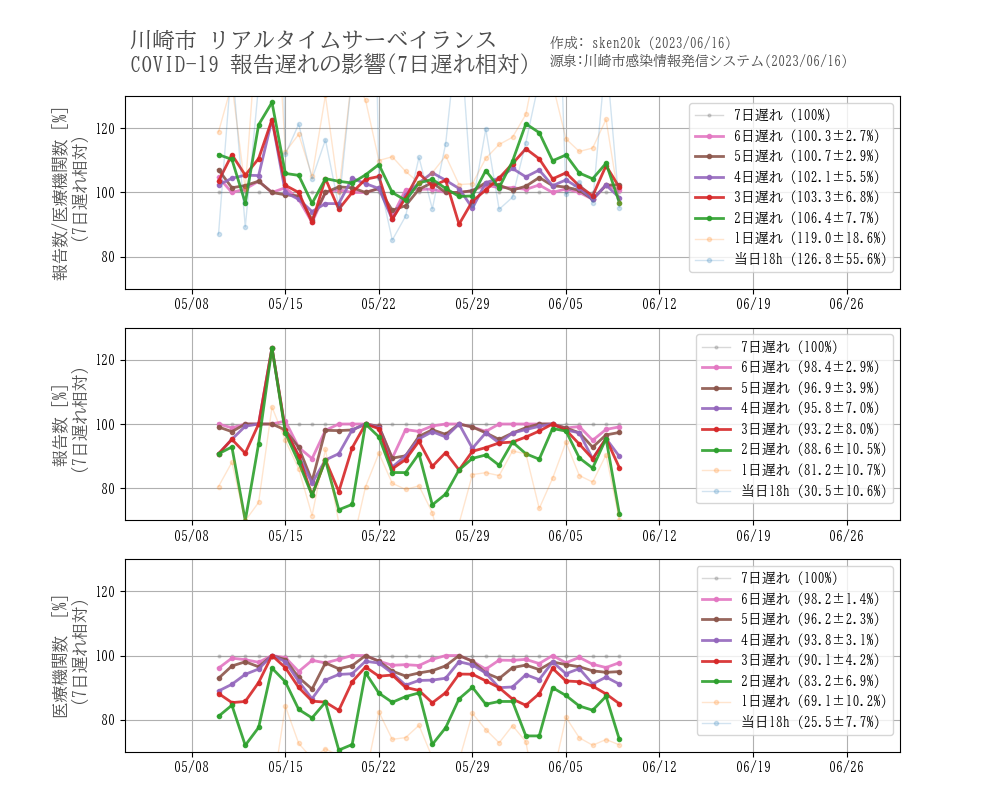 川崎市 リアルタイムサーベイランス
COVID-19 報告遅れの影響(7日遅れ相対)
作成: sken20k (2023/06/16)
源泉:川崎市感染情報発信システム(2023/06/16)
報告数/医療機関数 [%]
(7日遅れ相対)
120
100
80
7日遅れ (100%)
6日遅れ (100.3±2.7%)
5日遅れ (100.7±2.9%)
4日遅れ (102.1±5.5%)
3日遅れ (103.3±6.8%)
2日遅れ (106.4±7.7%)
1日遅れ (119.0±18.6%)
当日18h (126.8±55.6%)
05/08 05/15 05/22 05/29 06/05 06/12 06/19 06/26
報告数 [%]
(7日遅れ相対)
120
100
80
7日遅れ (100%)
6日遅れ (98.4±2.9%)
5日遅れ (96.9±3.9%)
4日遅れ (95.8±7.0%)
3日遅れ (93.2±8.0%)
2日遅れ (88.6±10.5%)
1日遅れ (81.2±10.7%)
当日18h (30.5±10.6%)
05/08 05/15 05/22 05/29 06/05 06/12 06/19 06/26
医療機関数 [%]
(7日遅れ相対)
120
100
80
7日遅れ (100%)
6日遅れ (98.2±1.4%)
5日遅れ (96.2±2.3%)
4日遅れ (93.8±3.1%)
3日遅れ (90.1±4.2%)
2日遅れ (83.2±6.9%)
1日遅れ (69.1±10.2%)
当日18h (25.5±7.7%)
05/08 05/15 05/22 05/29 06/05 06/12 06/19 06/26